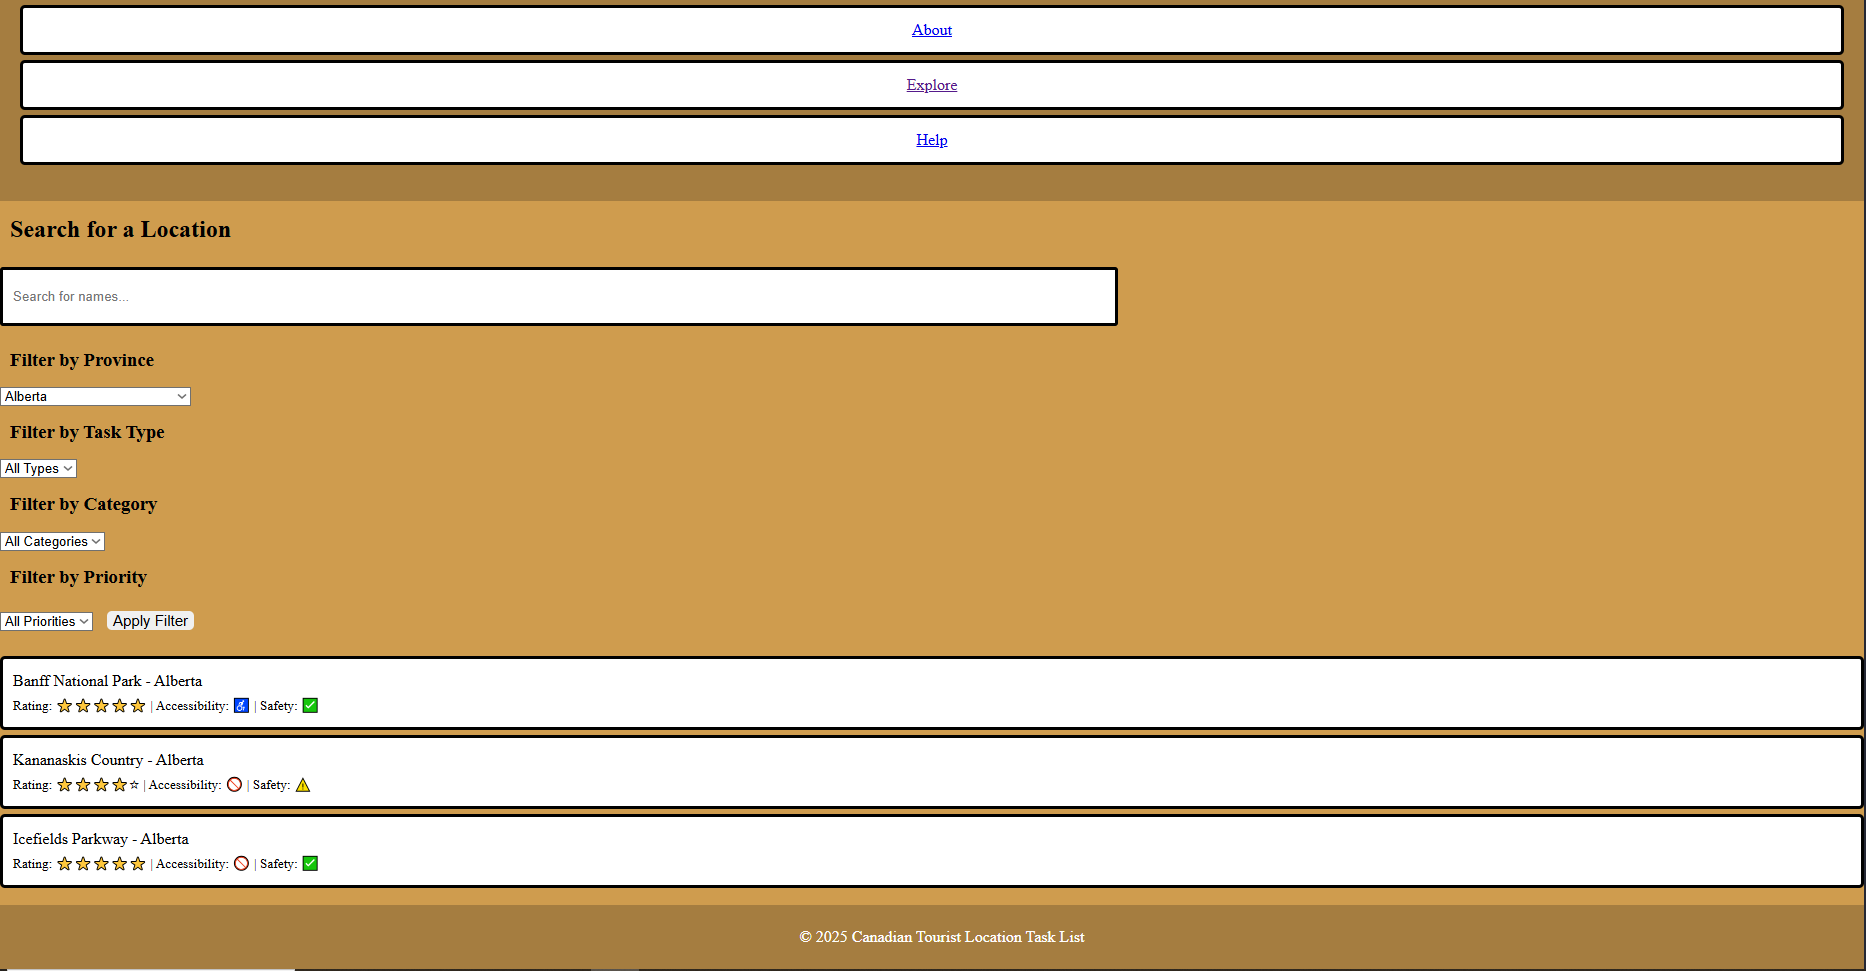 About
Explore
Help
Search for a Location
Search for names...
Filter by Province
Alberta
Filter by Task Type
All Types
Filter by Category
All Categories
Filter by Priority
All Priorities Apply Filter
Banff National Park - Alberta
Rating: ⭐⭐⭐⭐⭐ | Accessibility: ♿ | Safety: ✅
Kananaskis Country - Alberta
Rating: ⭐⭐⭐⭐☆ | Accessibility: 🚫 | Safety: ⚠️
Icefields Parkway - Alberta
Rating: ⭐⭐⭐⭐⭐ | Accessibility: 🚫 | Safety: ✅
© 2025 Canadian Tourist Location Task List